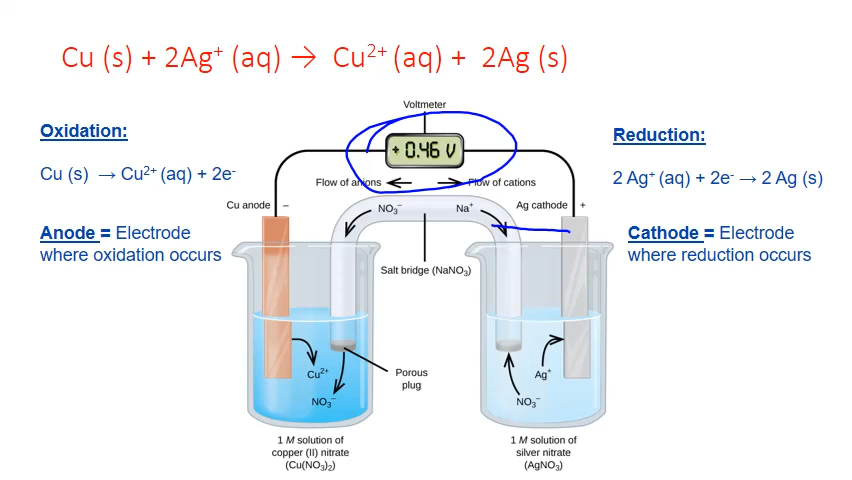 Cu (s) + 2Ag⁺ (aq) → Cu²⁺ (aq) + 2Ag (s)
Voltmeter
Oxidation:
Reduction:
+ 0.46 V
Cu (s) → Cu²⁺ (aq) + 2e⁻
2 Ag⁺ (aq) + 2e⁻ → 2 Ag (s)
Flow of anions
Flow of cations
Cu anode –
NO₃⁻
Na⁺
Ag cathode +
Anode = Electrode
where oxidation occurs
Cathode = Electrode
where reduction occurs
Salt bridge (NaNO₃)
Cu²⁺
NO₃⁻
Porous
plug
Ag⁺
NO₃⁻
1 M solution of
copper (II) nitrate
(Cu(NO₃)₂)
1 M solution of
silver nitrate
(AgNO₃)